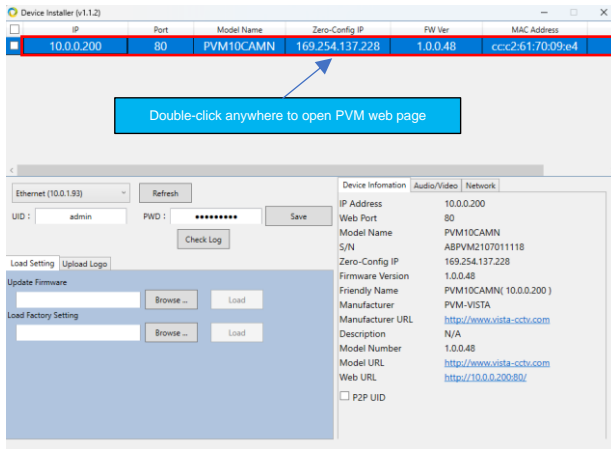 Device Installer (v1.1.2)
IP Port Model Name Zero-Config IP FW Ver MAC Address
10.0.0.200 80 PVM10CAMN 169.254.137.228 1.0.0.48 cc:c2:61:70:09:e4
Double-click anywhere to open PVM web page
Ethernet (10.0.1.93) Refresh
UID : admin PWD : ●●●●●●●●● Save
Check Log
Load Setting Upload Logo
Update Firmware
Browse ... Load
Load Factory Setting
Browse ... Load
Device Infomation Audio/Video Network
IP Address 10.0.0.200
Web Port 80
Model Name PVM10CAMN
S/N ABPVM2107011118
Zero-Config IP 169.254.137.228
Firmware Version 1.0.0.48
Friendly Name PVM10CAMN( 10.0.0.200 )
Manufacturer PVM-VISTA
Manufacturer URL http://www.vista-cctv.com
Description N/A
Model Number 1.0.0.48
Model URL http://www.vista-cctv.com
Web URL http://10.0.0.200:80/
P2P UID